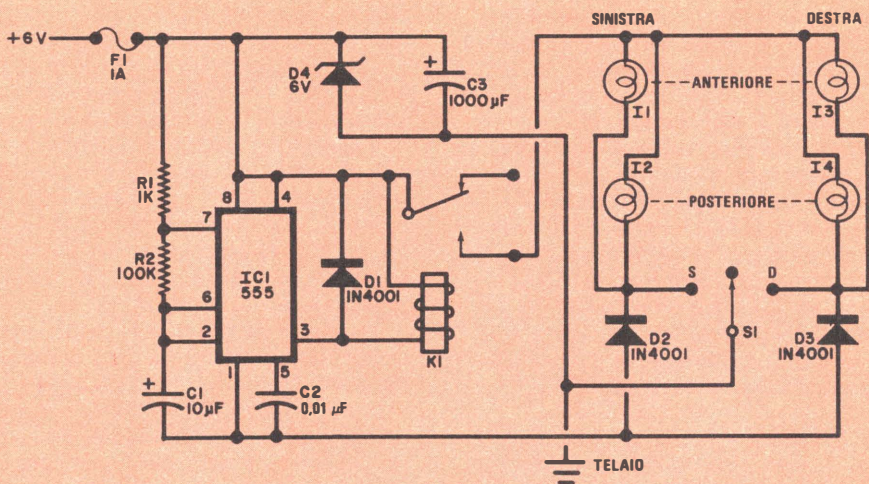 +6V
F1
1A
R1
1K
R2
100K
C1
10µF
+
7
6
2
8
4
3
1
5
IC1
555
C2
0,01 µF
D4
6V
+
C3
1000µF
D1
1N4001
K1
SINISTRA
DESTRA
I1
ANTERIORE
I3
I2
I4
POSTERIORE
S
D
S1
D2
1N4001
D3
1N4001
TELAIO